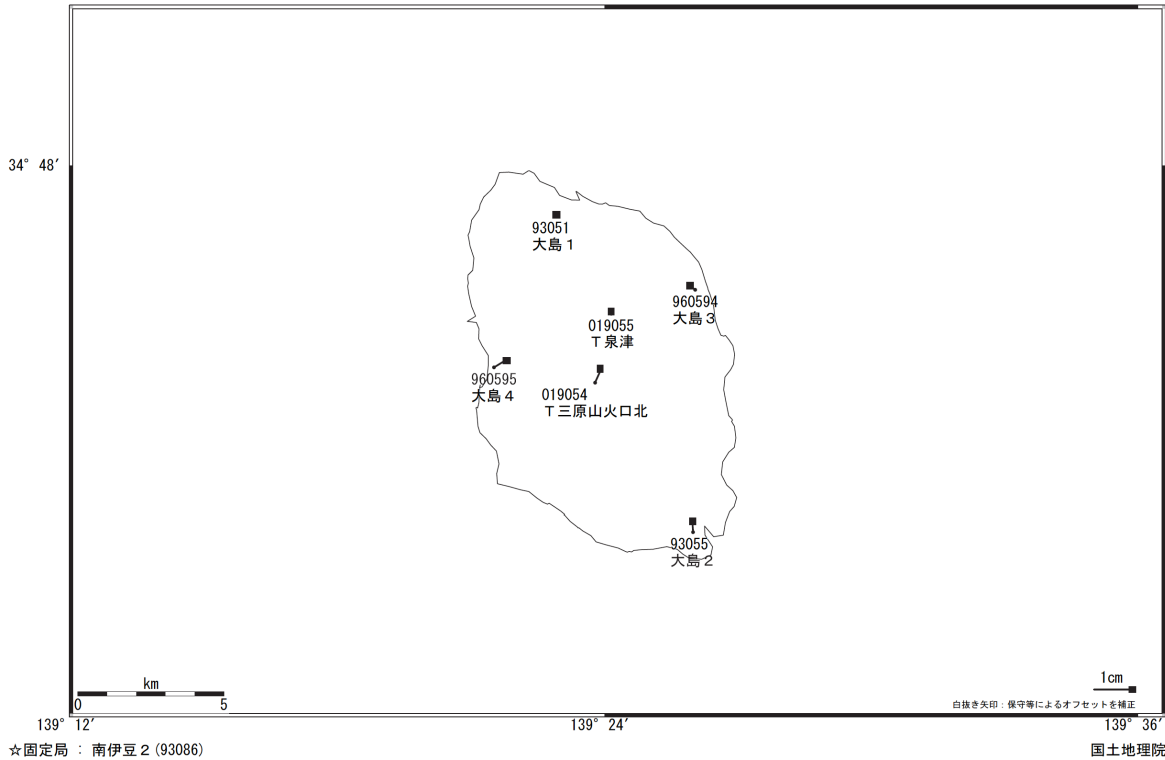 34° 48′
93051
大島１
960594
大島３
019055
Ｔ泉津
960595
大島４
019054
Ｔ三原山火口北
93055
大島２
km
0 5
1cm
白抜き矢印：保守等によるオフセットを補正
139° 12′ 139° 24′ 139° 36′
☆固定局 ： 南伊豆２(93086) 国土地理院